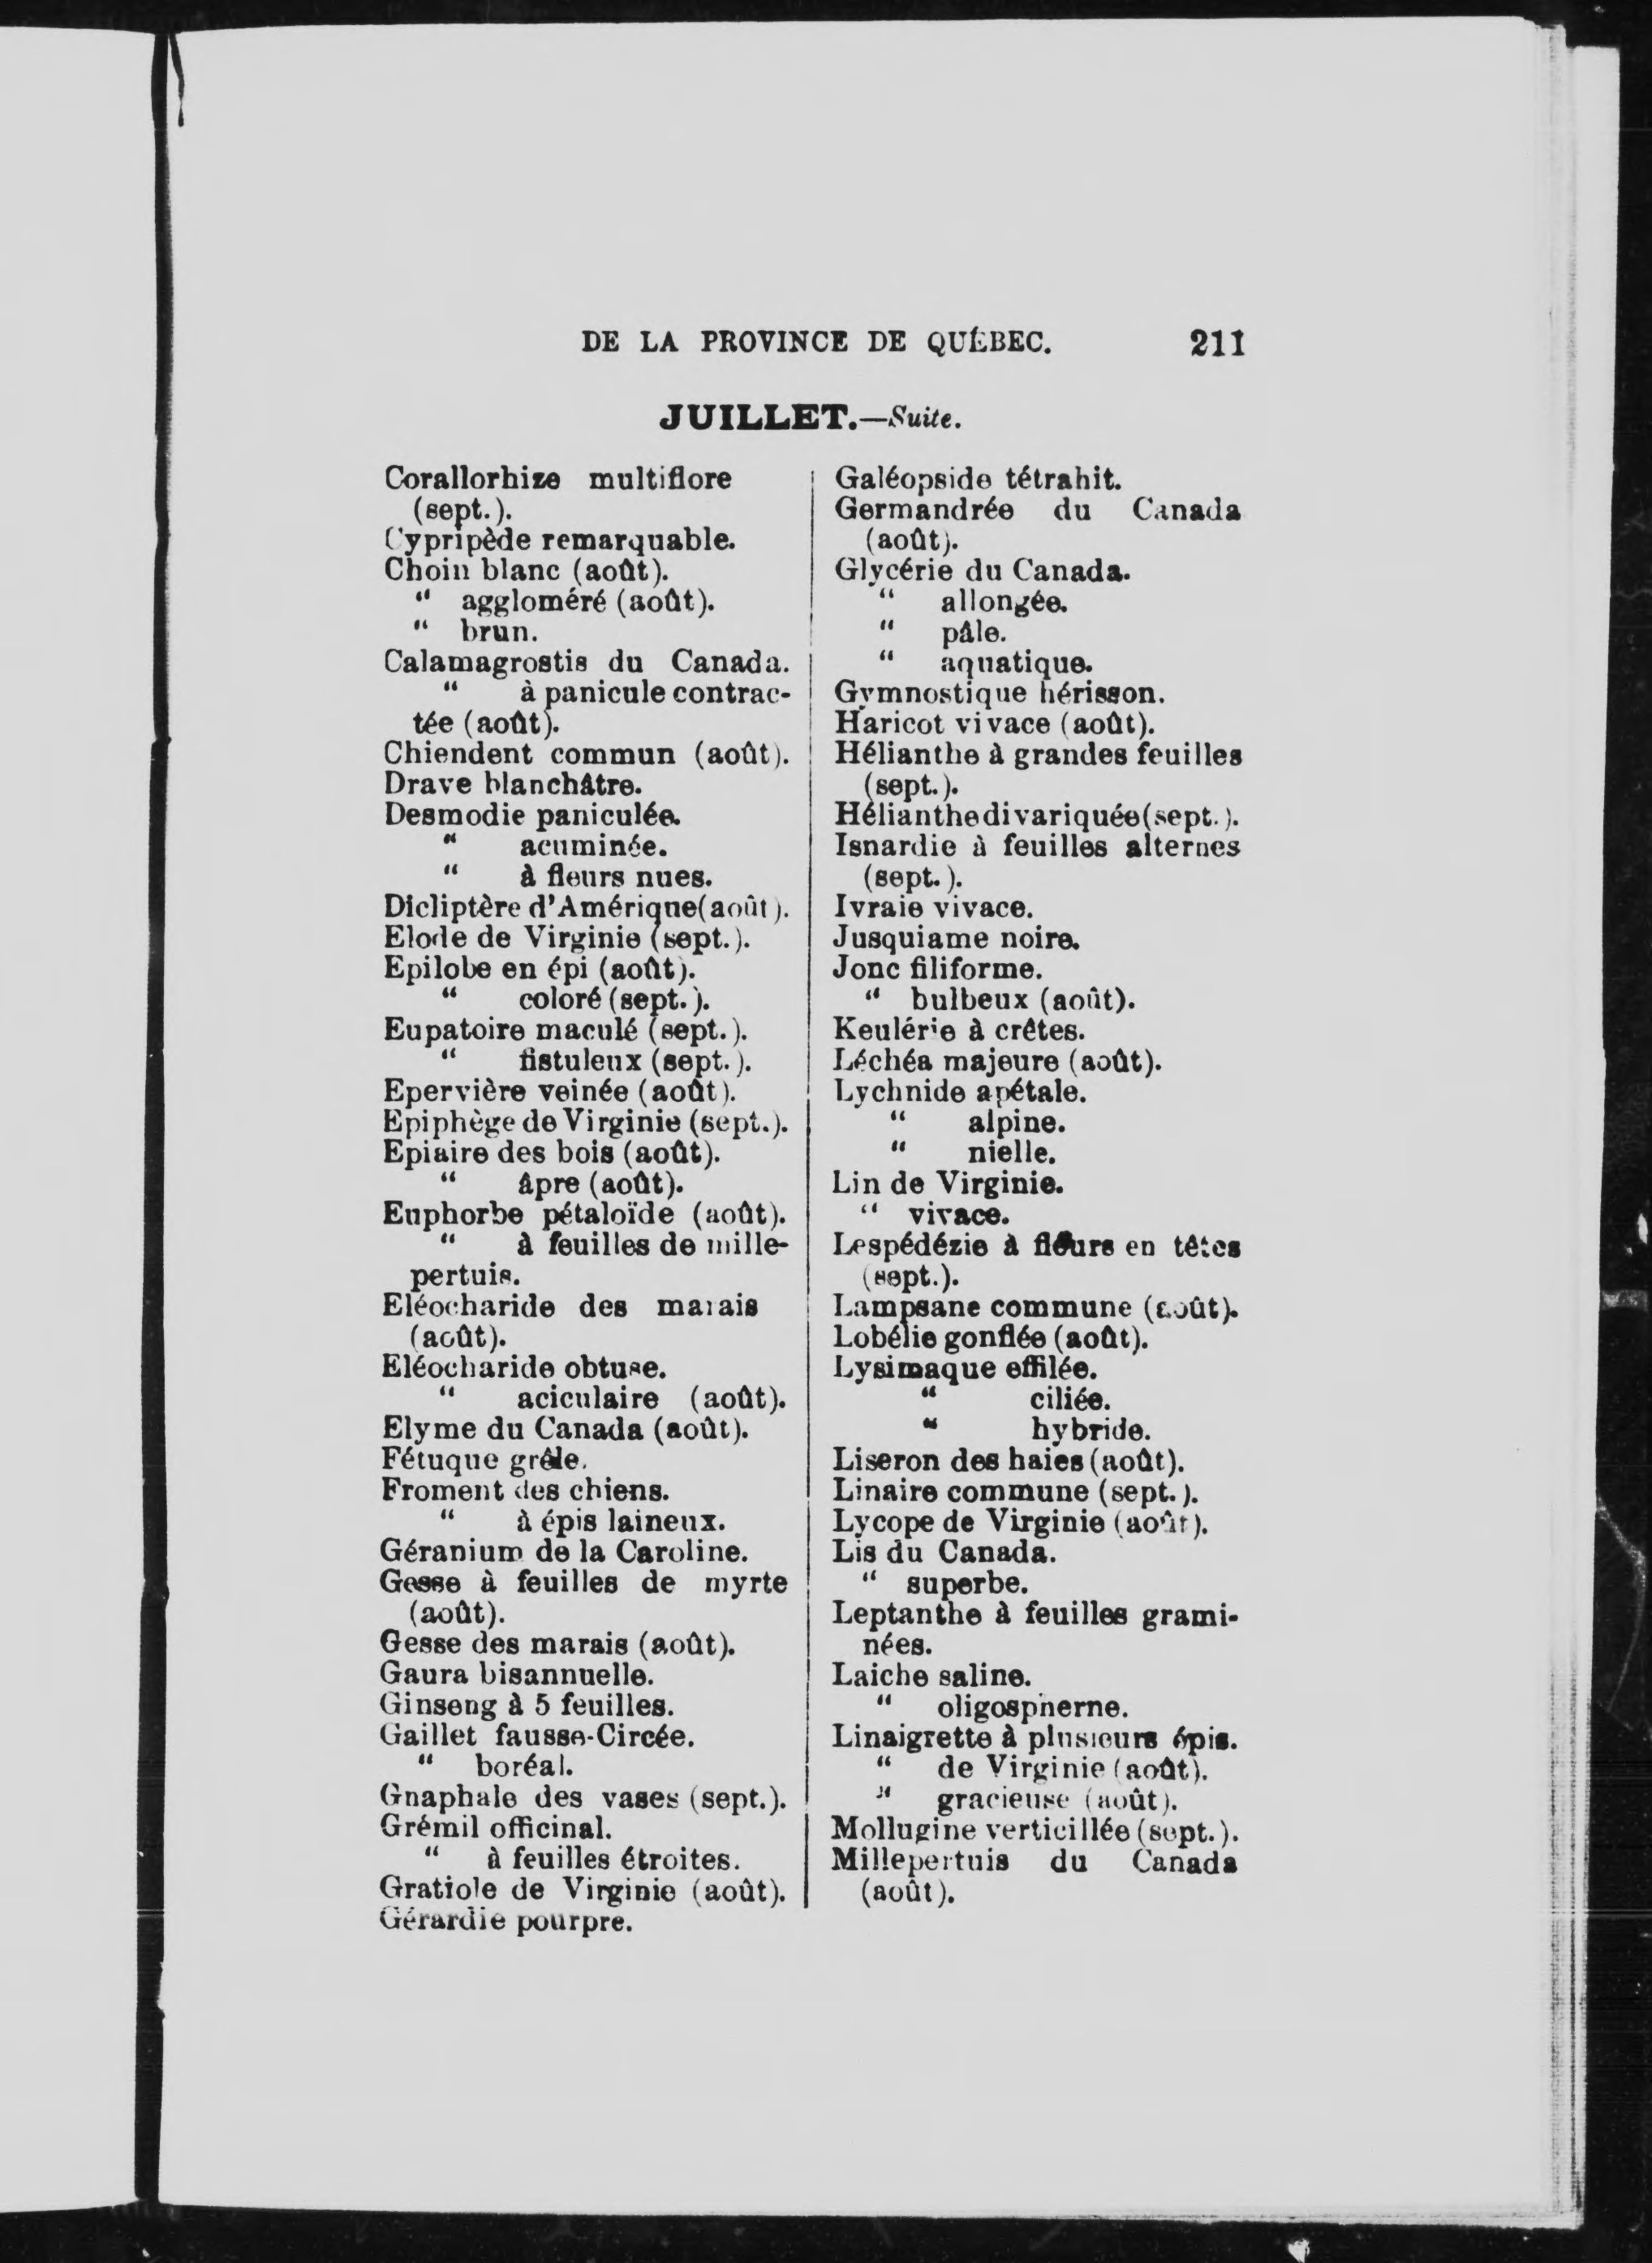 DE LA PROVINCE DE QUÉBEC. 211
JUILLET.—Suite.
Corallorhize multiflore
(sept.).
Cypripède remarquable.
Choin blanc (août).
“ aggloméré (août).
“ brun.
Calamagrostis du Canada.
“ à panicule contrac-
tée (août).
Chiendent commun (août).
Drave blanchâtre.
Desmodie paniculée.
“ acuminée.
“ à fleurs nues.
Dicliptère d'Amérique(août).
Elode de Virginie (sept.).
Epilobe en épi (août).
“ coloré (sept.).
Eupatoire maculé (sept.).
“ fistuleux (sept.).
Epervière veinée (août).
Epiphège de Virginie (sept.).
Epiaire des bois (août).
“ âpre (août).
Euphorbe pétaloïde (août).
“ à feuilles de mille-
pertuis.
Eléocharide des marais
(août).
Eléocharide obtuse.
“ aciculaire (août).
Elyme du Canada (août).
Fétuque grêle.
Froment des chiens.
“ à épis laineux.
Géranium de la Caroline.
Gesse à feuilles de myrte
(août).
Gesse des marais (août).
Gaura bisannuelle.
Ginseng à 5 feuilles.
Gaillet fausse-Circée.
“ boréal.
Gnaphale des vases (sept.).
Grémil officinal.
“ à feuilles étroites.
Gratiole de Virginie (août).
Gérardie pourpre.
Galéopside tétrahit.
Germandrée du Canada
(août).
Glycérie du Canada.
“ allongée.
“ pâle.
“ aquatique.
Gymnostique hérisson.
Haricot vivace (août).
Hélianthe à grandes feuilles
(sept.).
Hélianthe divariquée(sept.).
Isnardie à feuilles alternes
(sept.).
Ivraie vivace.
Jusquiame noire.
Jonc filiforme.
“ bulbeux (août).
Keulérie à crêtes.
Léchéa majeure (août).
Lychnide apétale.
“ alpine.
“ nielle.
Lin de Virginie.
“ vivace.
Lespédézie à fleurs en têtes
(sept.).
Lampsane commune (août).
Lobélie gonflée (août).
Lysimaque effilée.
“ ciliée.
“ hybride.
Liseron des haies (août).
Linaire commune (sept.).
Lycope de Virginie (août).
Lis du Canada.
“ superbe.
Leptanthe à feuilles grami-
nées.
Laiche saline.
“ oligospherne.
Linaigrette à plusieurs épis.
“ de Virginie (août).
“ gracieuse (août).
Mollugine verticillée (sept.).
Millepertuis du Canada
(août).